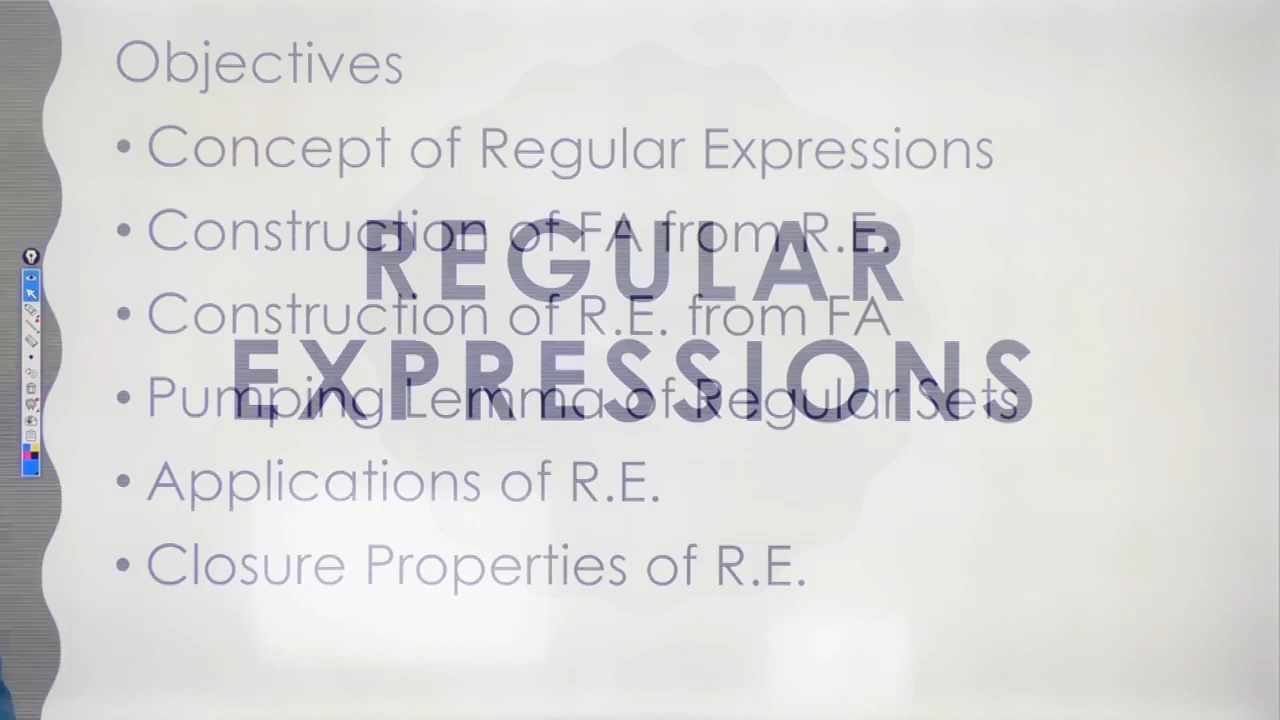 Objectives
• Concept of Regular Expressions
• Construction of FA from R.E.
• Construction of R.E. from FA
• Pumping Lemma of Regular Sets
• Applications of R.E.
• Closure Properties of R.E.
REGULAR
EXPRESSIONS